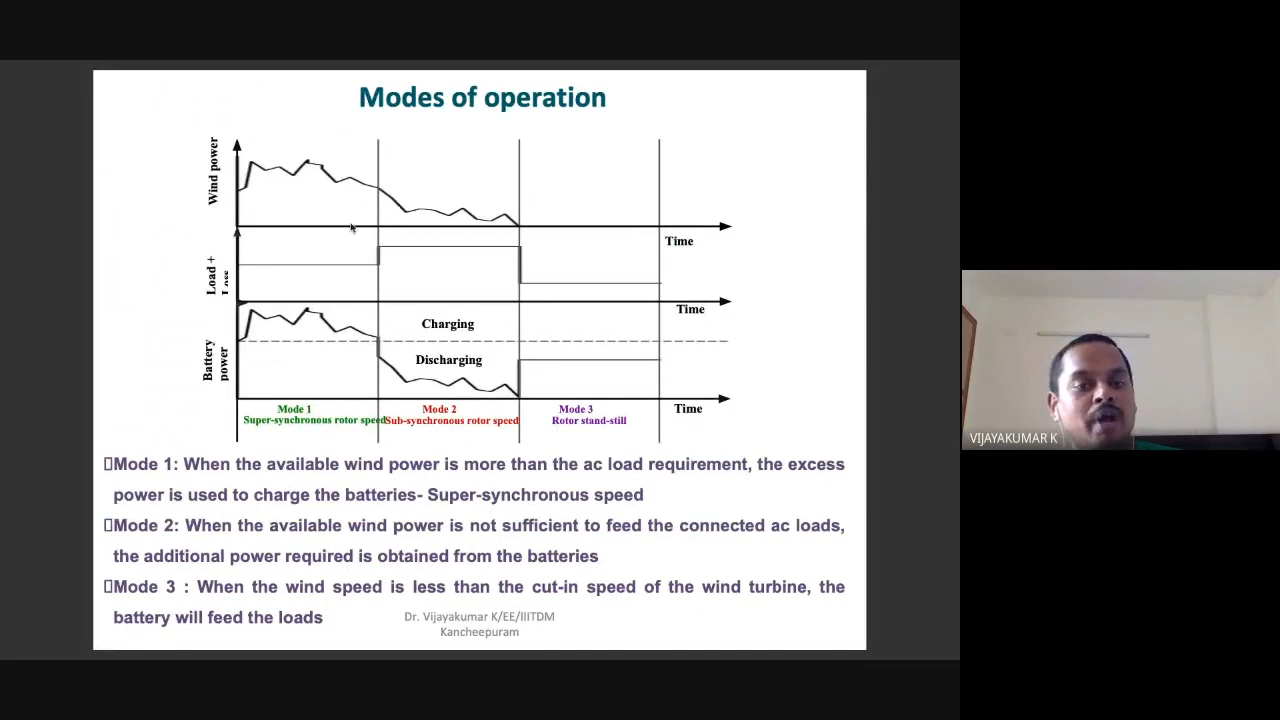 Modes of operation
Wind power
Time
Load +
Loss
Time
Charging
Discharging
Battery
power
Time
Mode 1
Super-synchronous rotor speed
Mode 2
Sub-synchronous rotor speed
Mode 3
Rotor stand-still
Mode 1: When the available wind power is more than the ac load requirement, the excess
power is used to charge the batteries- Super-synchronous speed
Mode 2: When the available wind power is not sufficient to feed the connected ac loads,
the additional power required is obtained from the batteries
Mode 3 : When the wind speed is less than the cut-in speed of the wind turbine, the
battery will feed the loads
Dr. Vijayakumar K/EE/IIITDM
Kancheepuram
VIJAYAKUMAR K